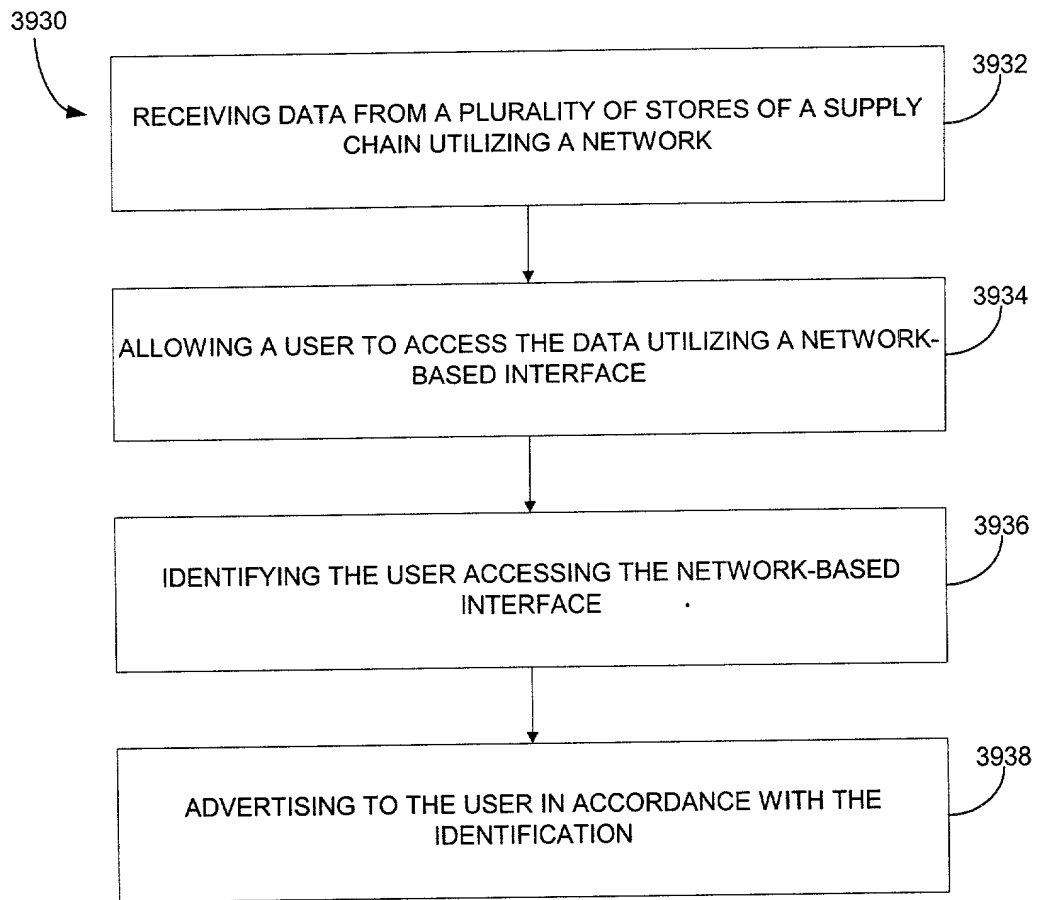 3930
3932
RECEIVING DATA FROM A PLURALITY OF STORES OF A SUPPLY
CHAIN UTILIZING A NETWORK
3934
ALLOWING A USER TO ACCESS THE DATA UTILIZING A NETWORK-
BASED INTERFACE
3936
IDENTIFYING THE USER ACCESSING THE NETWORK-BASED
INTERFACE
3938
ADVERTISING TO THE USER IN ACCORDANCE WITH THE
IDENTIFICATION